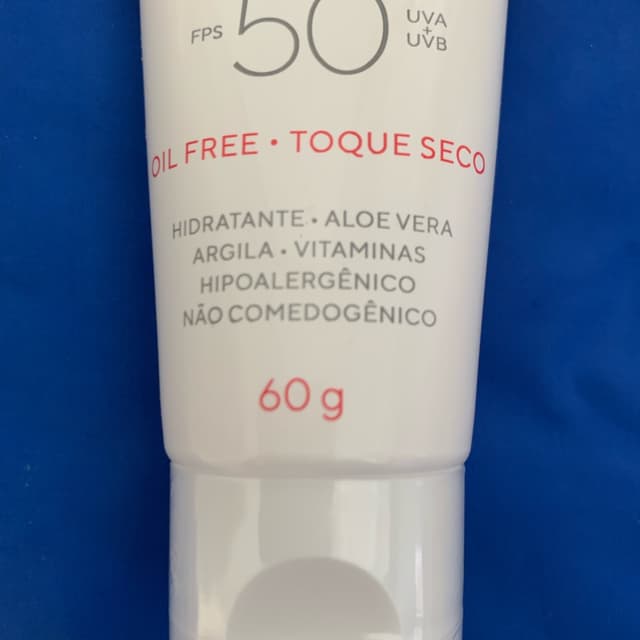 FPS 50 UVA + UVB
OIL FREE • TOQUE SECO
HIDRATANTE • ALOE VERA
ARGILA • VITAMINAS
HIPOALERGÊNICO
NÃO COMEDOGÊNICO
60 g